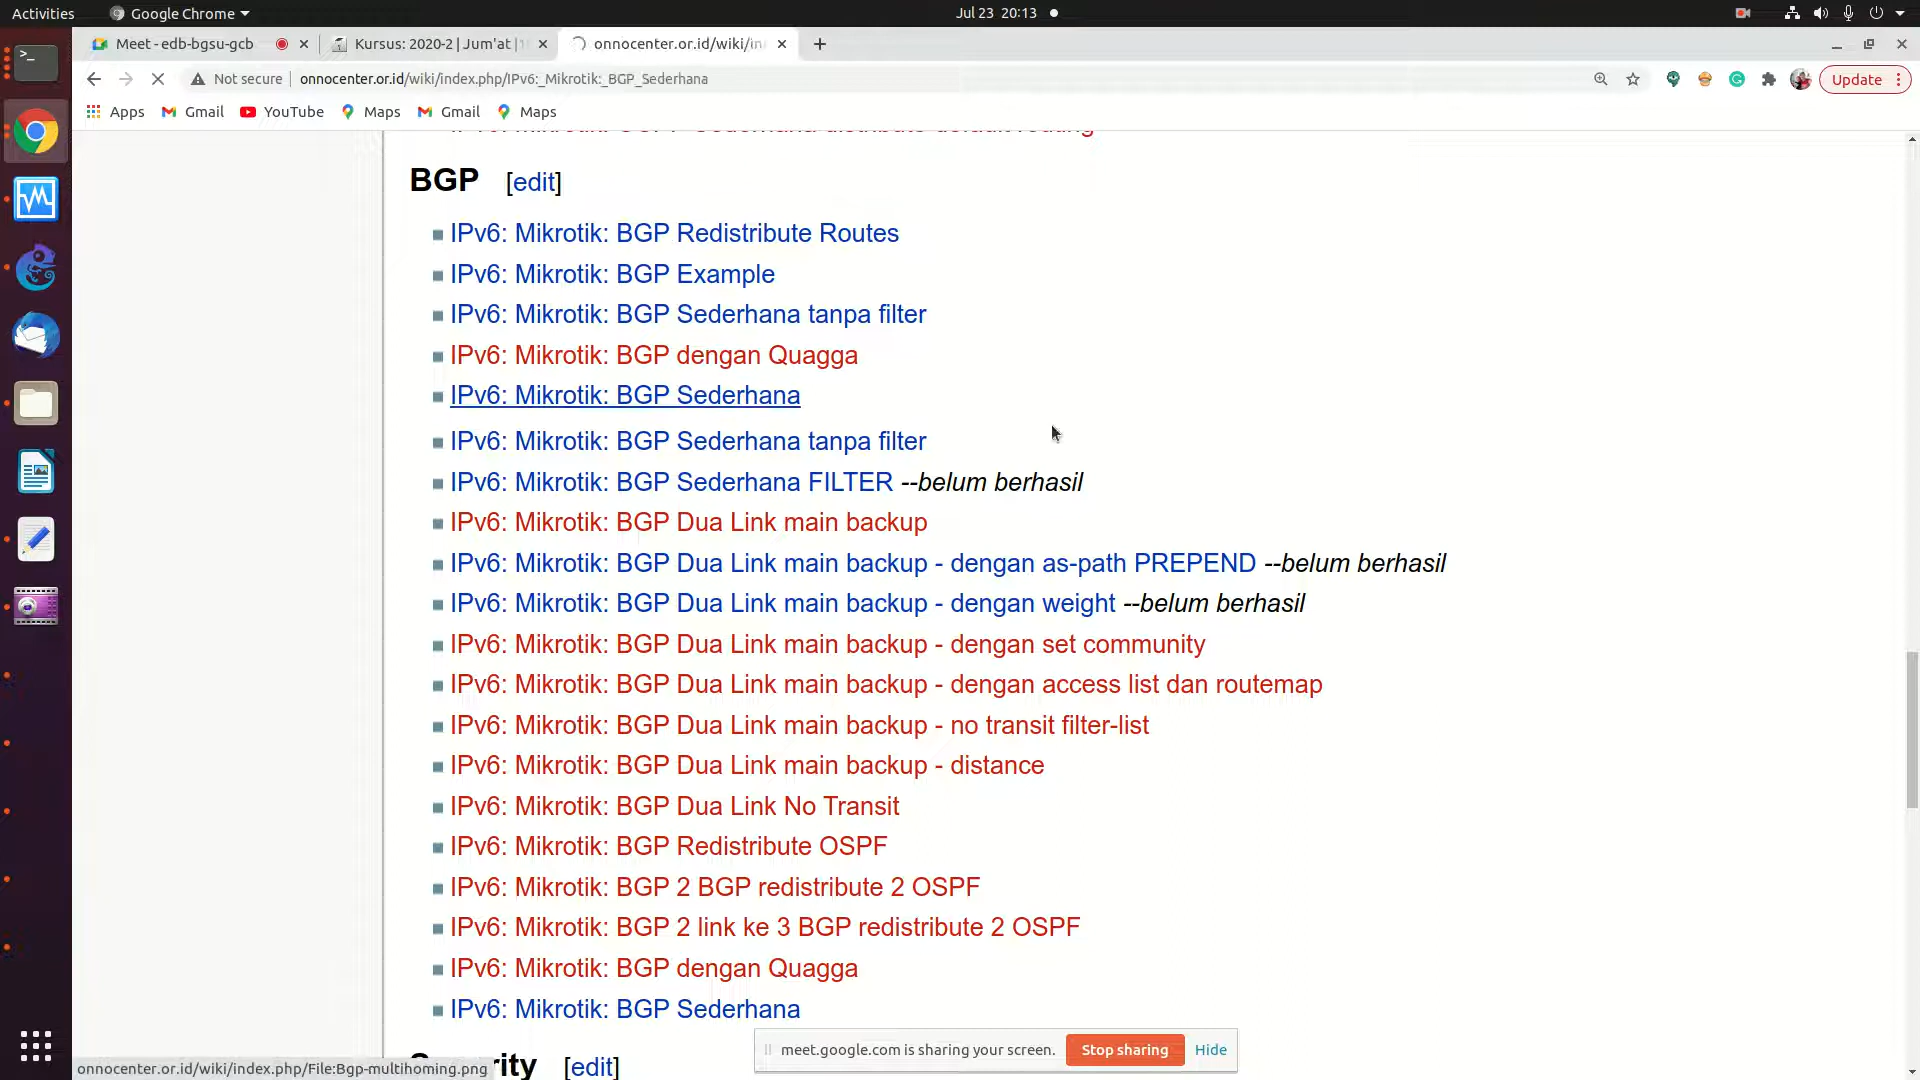 Activities
Google Chrome
Jul 23 20:13
Meet - edb-bgsu-gcb
Kursus: 2020-2 | Jum'at |
onnocenter.or.id/wiki/in
Not secure
onnocenter.or.id/wiki/index.php/IPv6:_Mikrotik:_BGP_Sederhana
Update
Apps
Gmail
YouTube
Maps
Gmail
Maps
BGP [edit]
IPv6: Mikrotik: BGP Redistribute Routes
IPv6: Mikrotik: BGP Example
IPv6: Mikrotik: BGP Sederhana tanpa filter
IPv6: Mikrotik: BGP dengan Quagga
IPv6: Mikrotik: BGP Sederhana
IPv6: Mikrotik: BGP Sederhana tanpa filter
IPv6: Mikrotik: BGP Sederhana FILTER --belum berhasil
IPv6: Mikrotik: BGP Dua Link main backup
IPv6: Mikrotik: BGP Dua Link main backup - dengan as-path PREPEND --belum berhasil
IPv6: Mikrotik: BGP Dua Link main backup - dengan weight --belum berhasil
IPv6: Mikrotik: BGP Dua Link main backup - dengan set community
IPv6: Mikrotik: BGP Dua Link main backup - dengan access list dan routemap
IPv6: Mikrotik: BGP Dua Link main backup - no transit filter-list
IPv6: Mikrotik: BGP Dua Link main backup - distance
IPv6: Mikrotik: BGP Dua Link No Transit
IPv6: Mikrotik: BGP Redistribute OSPF
IPv6: Mikrotik: BGP 2 BGP redistribute 2 OSPF
IPv6: Mikrotik: BGP 2 link ke 3 BGP redistribute 2 OSPF
IPv6: Mikrotik: BGP dengan Quagga
IPv6: Mikrotik: BGP Sederhana
[edit]
meet.google.com is sharing your screen.
Stop sharing
Hide
onnocenter.or.id/wiki/index.php/File:Bgp-multihoming.png